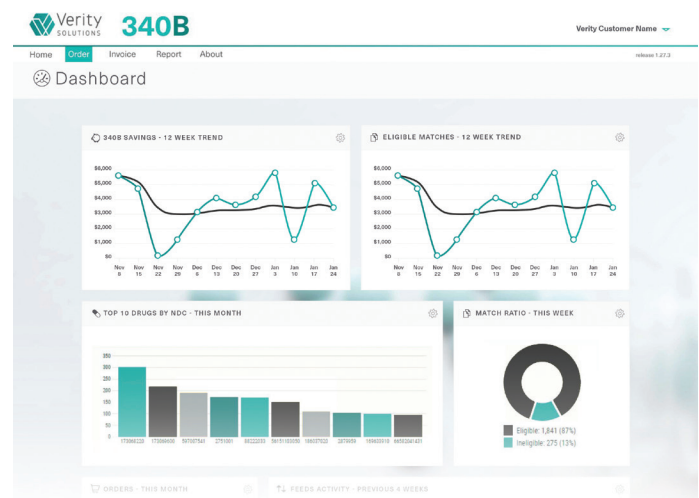 Verity
SOLUTIONS
340B
Verity Customer Name
Home Order Invoice Report About
release 1.27.3
Dashboard
340B SAVINGS - 12 WEEK TREND
$6,000
$5,000
$4,000
$3,000
$2,000
$1,000
$0
Nov 8 Nov 15 Nov 22 Nov 29 Dec 6 Dec 13 Dec 20 Dec 27 Jan 3 Jan 10 Jan 17 Jan 24
ELIGIBLE MATCHES - 12 WEEK TREND
$6,000
$5,000
$4,000
$3,000
$2,000
$1,000
$0
Nov 8 Nov 15 Nov 22 Nov 29 Dec 6 Dec 13 Dec 20 Dec 27 Jan 3 Jan 10 Jan 17 Jan 24
TOP 10 DRUGS BY NDC - THIS MONTH
350
300
250
200
150
100
50
0
MATCH RATIO - THIS WEEK
Eligible: 1,841 (87%)
Ineligible: 275 (13%)
ORDERS - THIS MONTH
FEEDS ACTIVITY - PREVIOUS 4 WEEKS